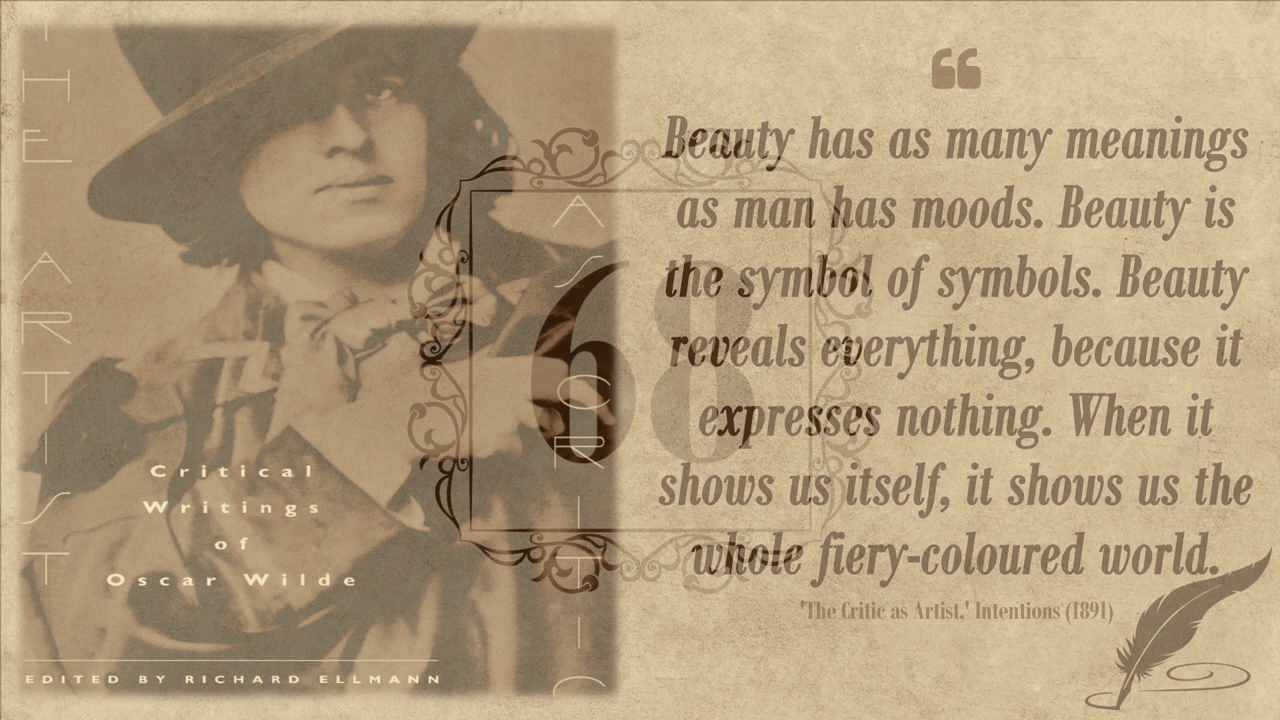 THE ARTIST
AS CRITIC
Critical
Writings
of
Oscar Wilde
EDITED BY RICHARD ELLMANN
68
“
Beauty has as many meanings
as man has moods. Beauty is
the symbol of symbols. Beauty
reveals everything, because it
expresses nothing. When it
shows us itself, it shows us the
whole fiery-coloured world.
'The Critic as Artist,' Intentions (1891)